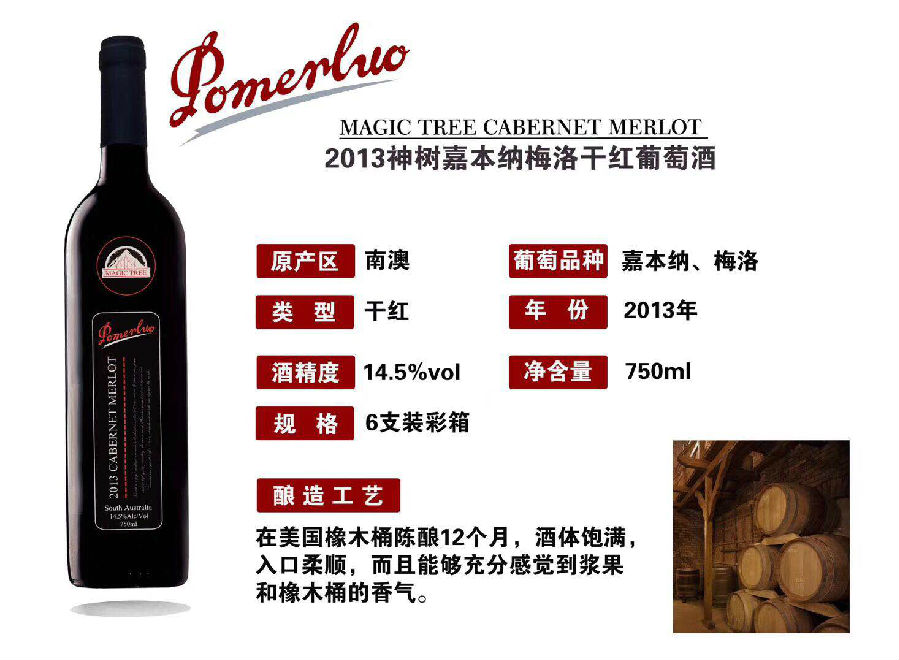 Pomerluo
MAGIC TREE CABERNET MERLOT
2013神树嘉本纳梅洛干红葡萄酒
原产区 南澳 葡萄品种 嘉本纳、梅洛
类 型 干红 年 份 2013年
酒精度 14.5%vol 净含量 750ml
规 格 6支装彩箱
酿造工艺
在美国橡木桶陈酿12个月，酒体饱满，
入口柔顺，而且能够充分感觉到浆果
和橡木桶的香气。
MAGIC TREE
Pomerluo
2013 CABERNET MERLOT
South Australia
14.5%Alc/Vol
750ml